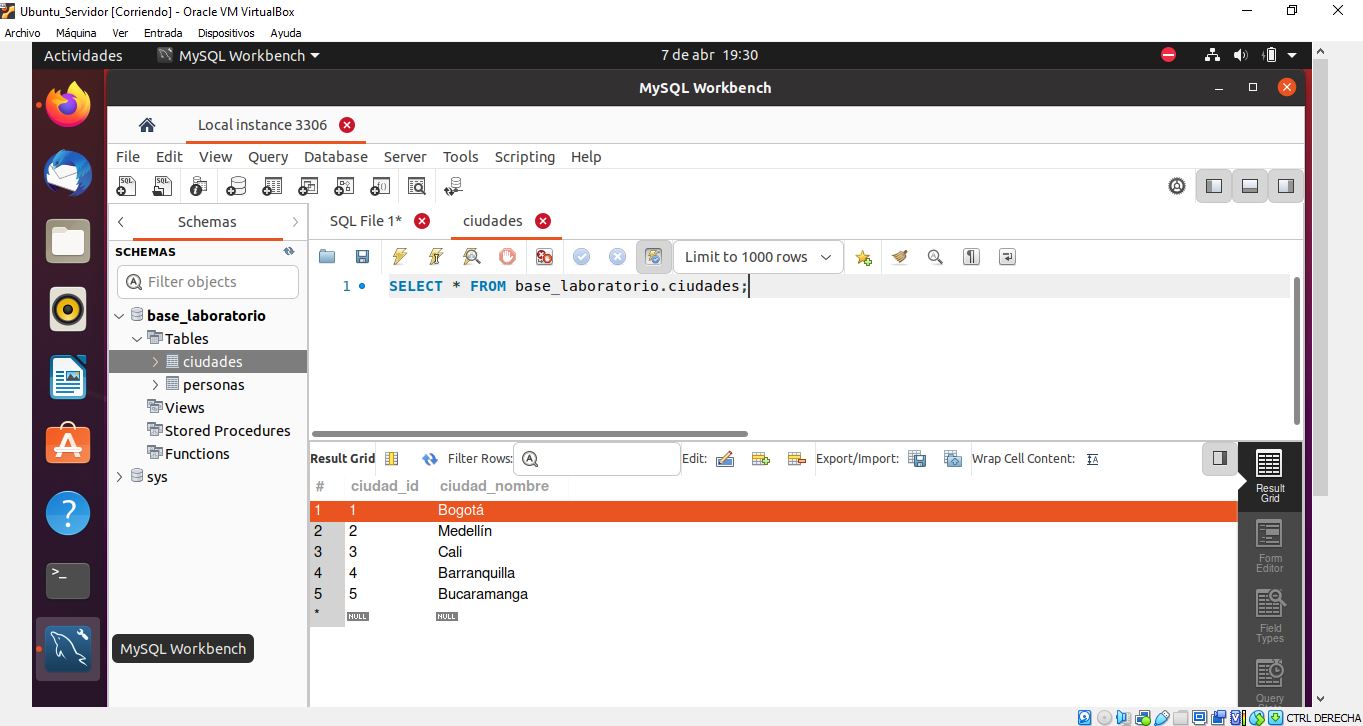 Ubuntu_Servidor [Corriendo] - Oracle VM VirtualBox
Archivo Máquina Ver Entrada Dispositivos Ayuda
Actividades MySQL Workbench 7 de abr 19:30
MySQL Workbench
Local instance 3306
File Edit View Query Database Server Tools Scripting Help
Schemas SQL File 1* ciudades
SCHEMAS
Limit to 1000 rows
Filter objects
1 SELECT * FROM base_laboratorio.ciudades;
base_laboratorio
Tables
ciudades
personas
Views
Stored Procedures
Functions
sys
Result Grid Filter Rows: Edit: Export/Import: Wrap Cell Content:
# ciudad_id ciudad_nombre
1 1 Bogotá
2 2 Medellín
3 3 Cali
4 4 Barranquilla
5 5 Bucaramanga
* NULL NULL
Result
Grid
Form
Editor
Field
Types
Query
MySQL Workbench
CTRL DERECHA